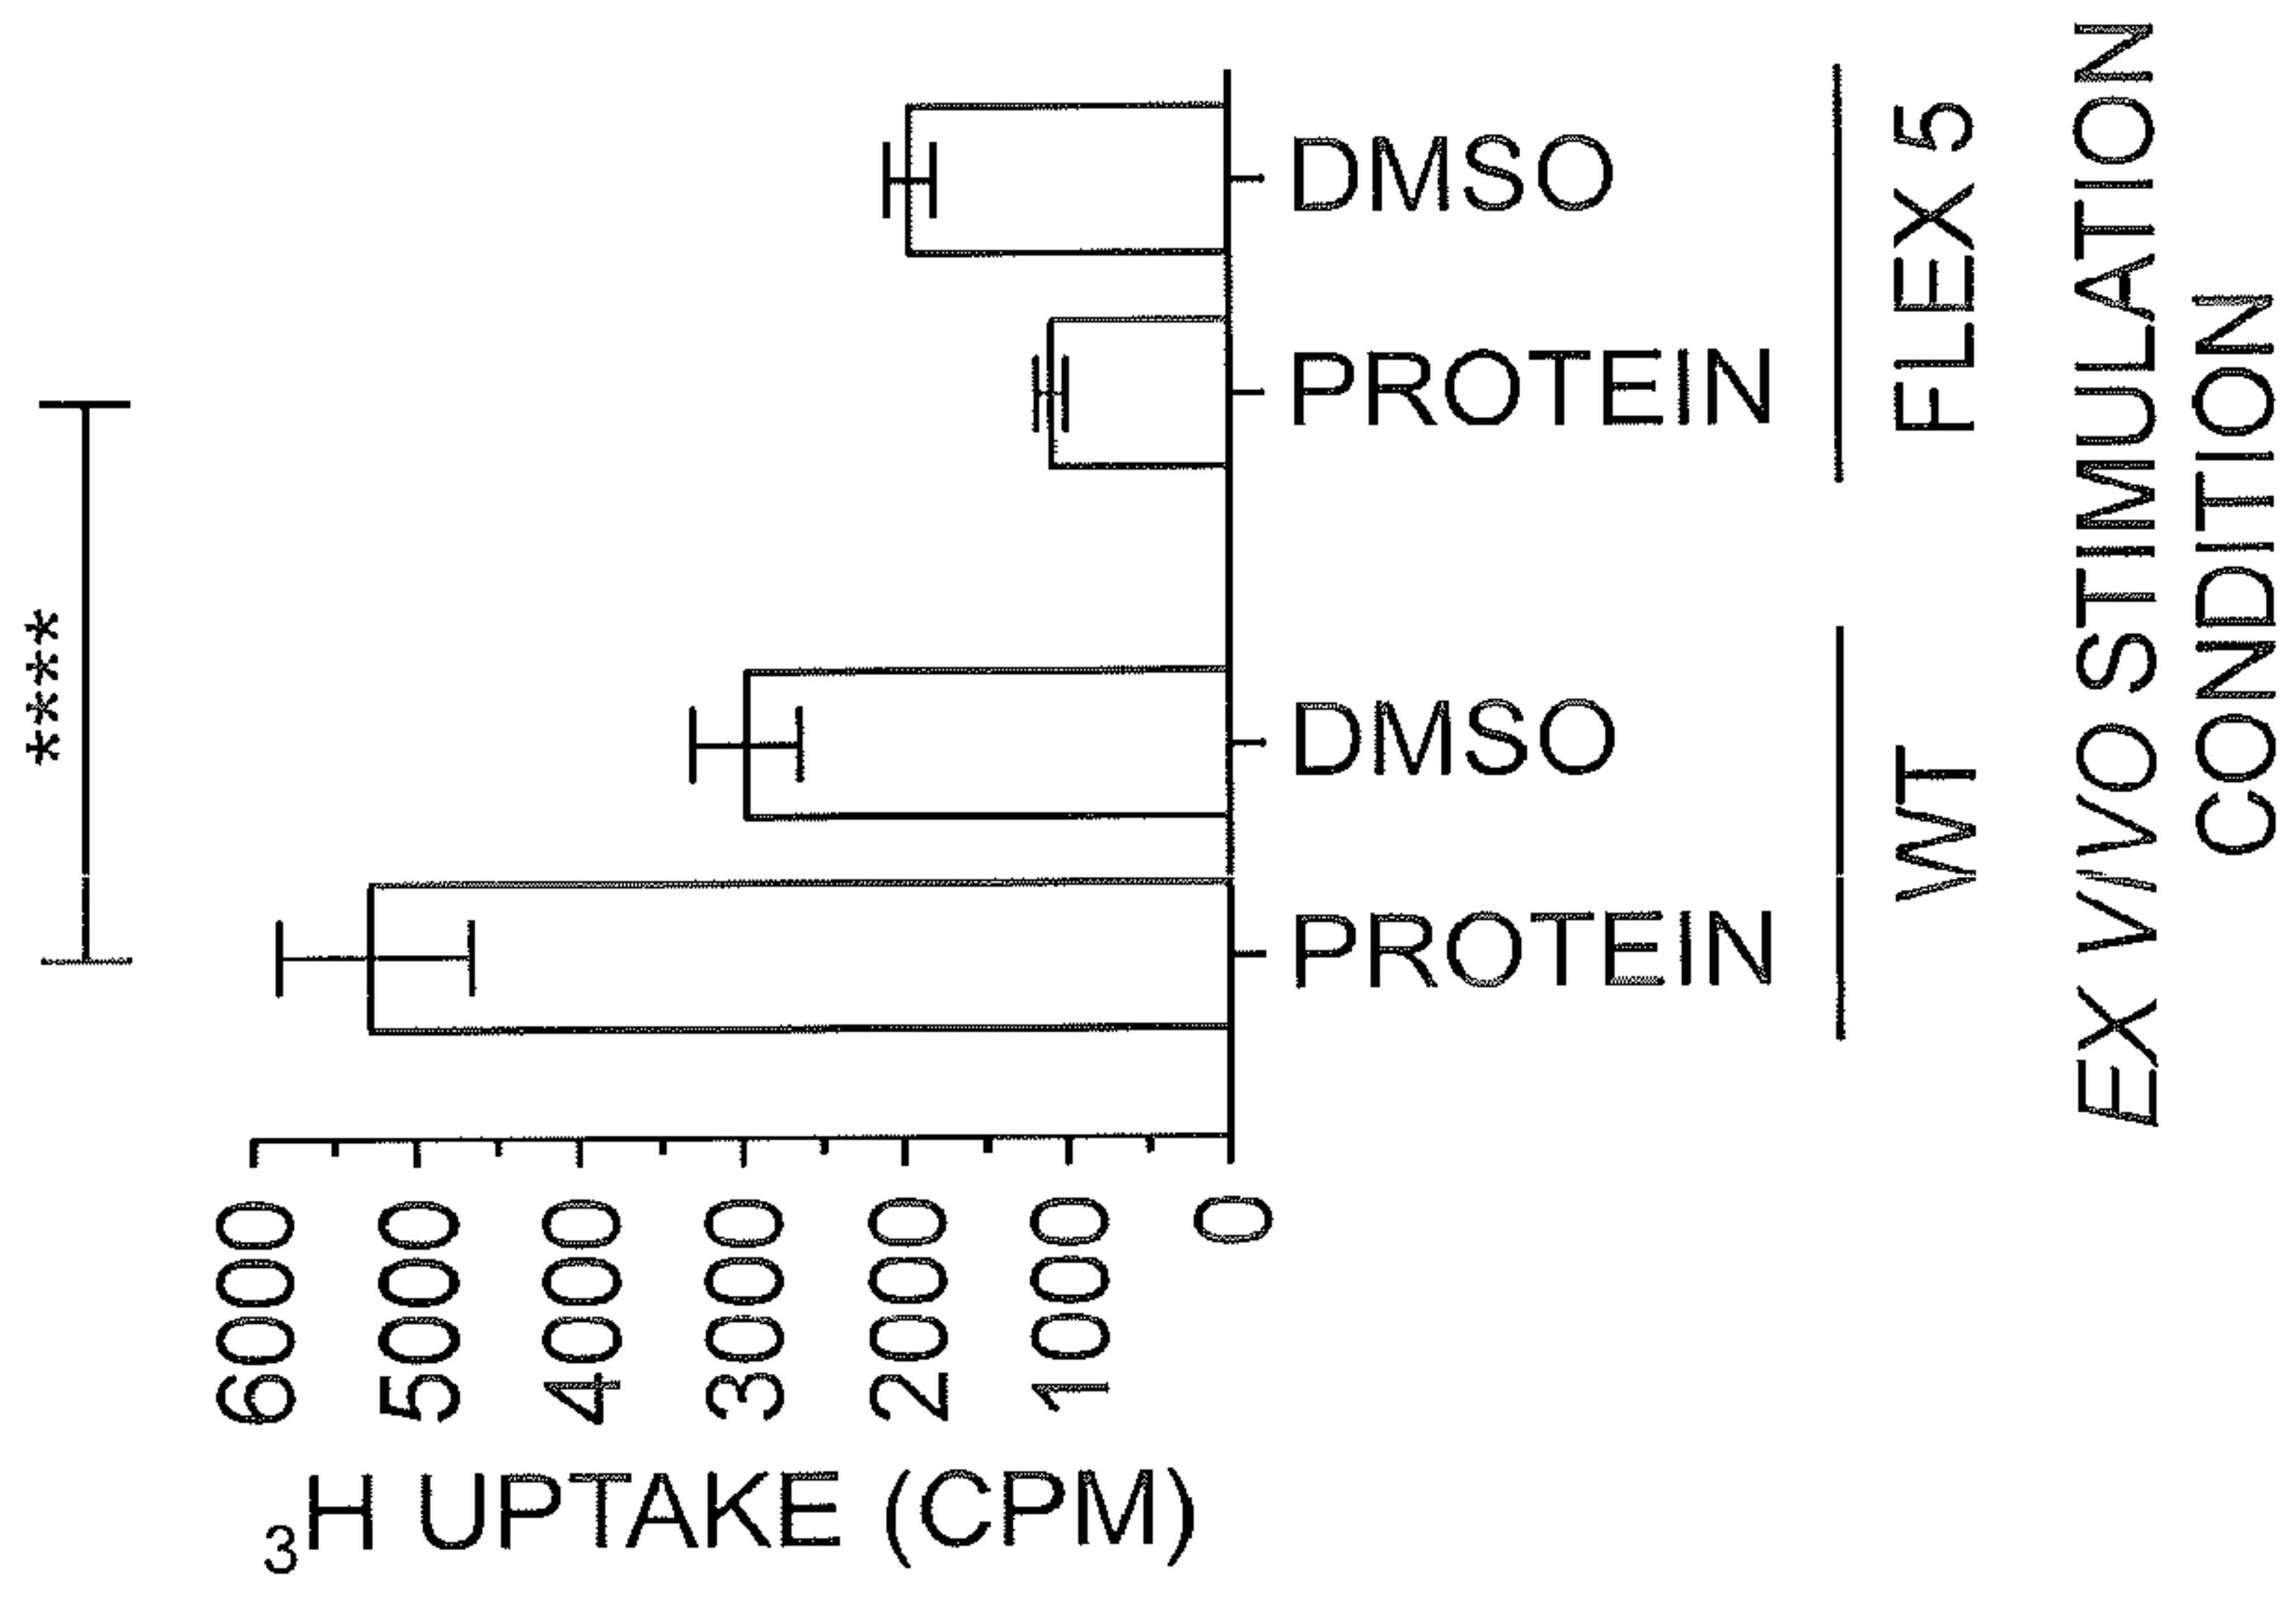 ****
6000
5000
4000
3000
2000
1000
0
₃H UPTAKE (CPM)
PROTEIN
DMSO
PROTEIN
DMSO
WT
FLEX 5
EX VIVO STIMULATION
CONDITION